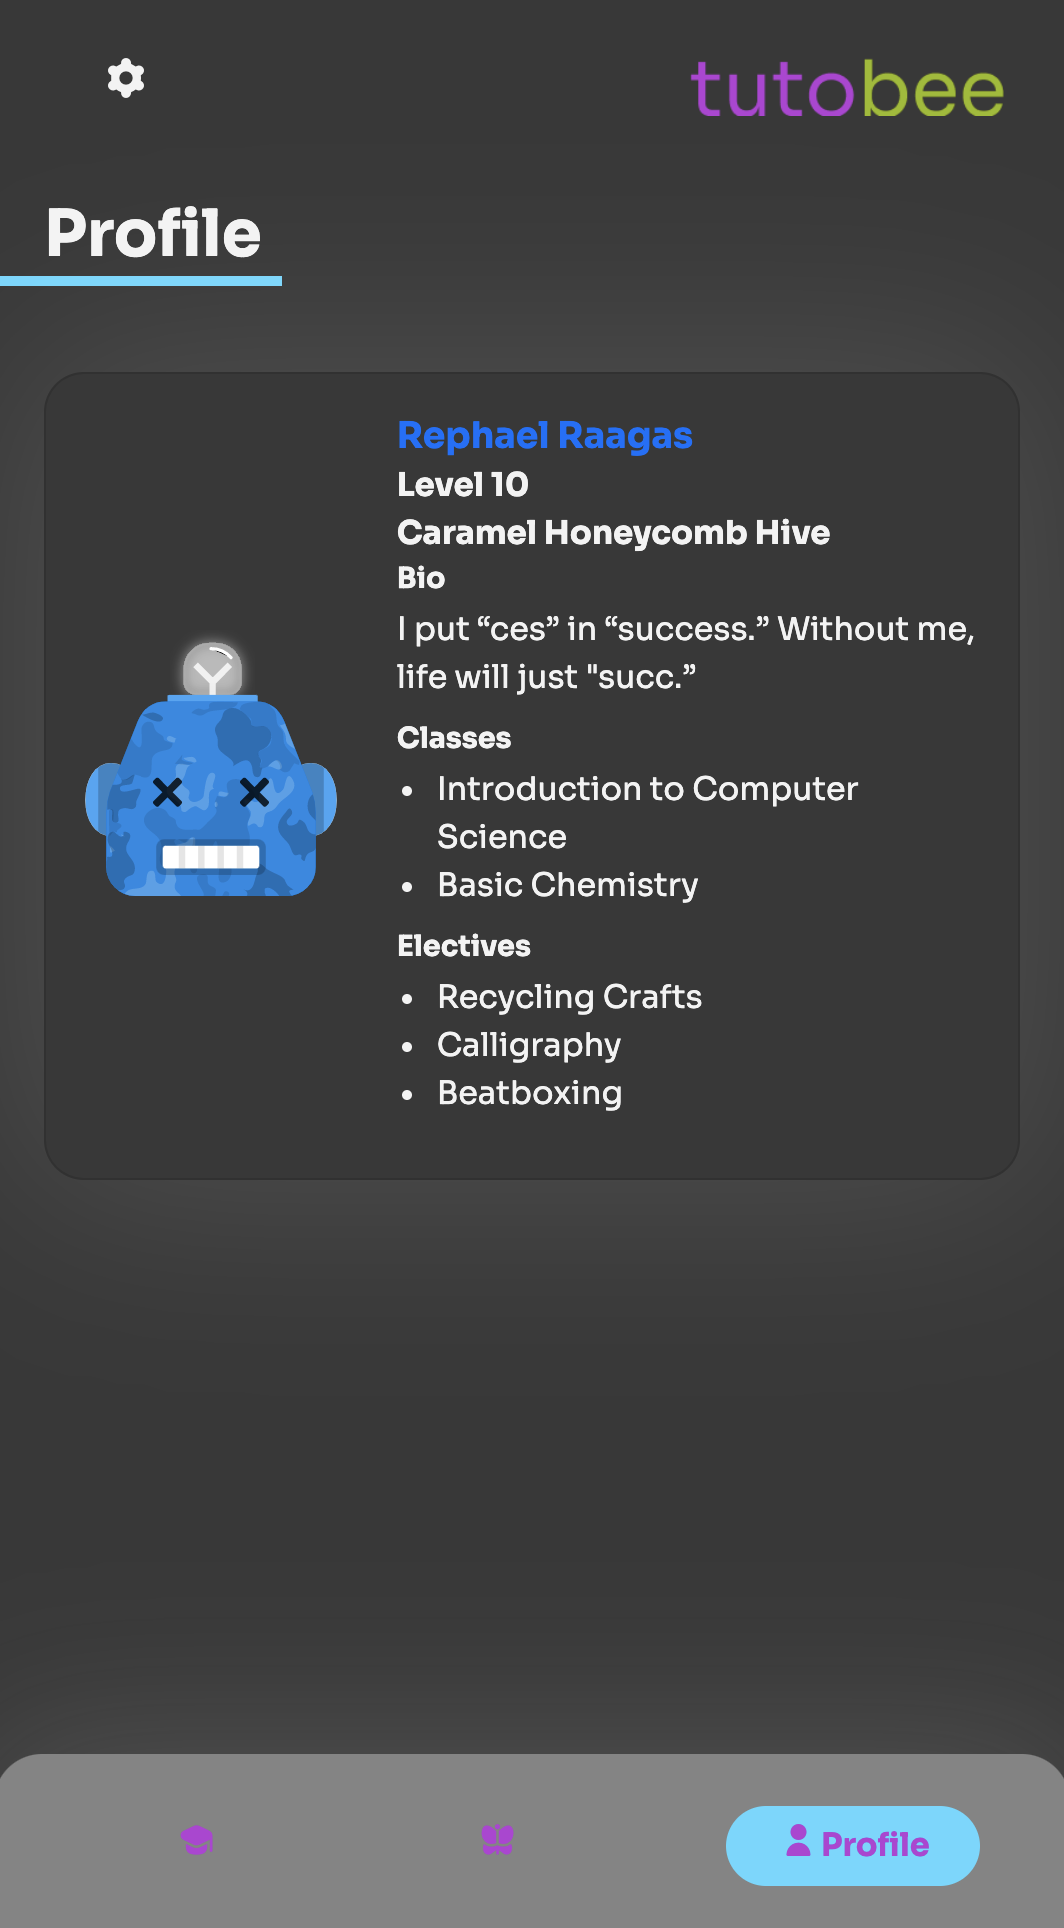 tutobee
Profile
Rephael Raagas
Level 10
Caramel Honeycomb Hive
Bio
I put “ces” in “success.” Without me,
life will just "succ.”
Classes
• Introduction to Computer
Science
• Basic Chemistry
Electives
• Recycling Crafts
• Calligraphy
• Beatboxing
Profile